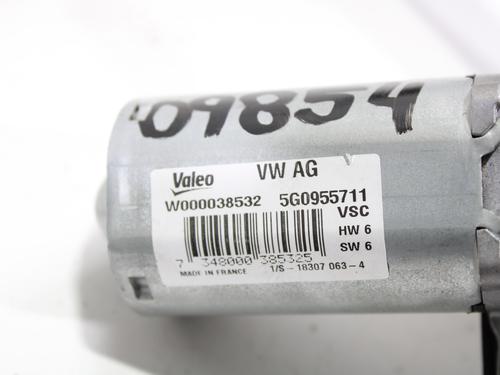 09854
Valeo VW AG
W000038532 5G0955711
VSC
HW 6
SW 6
7 348000 385325
MADE IN FRANCE 1/S - 18307 063 - 4